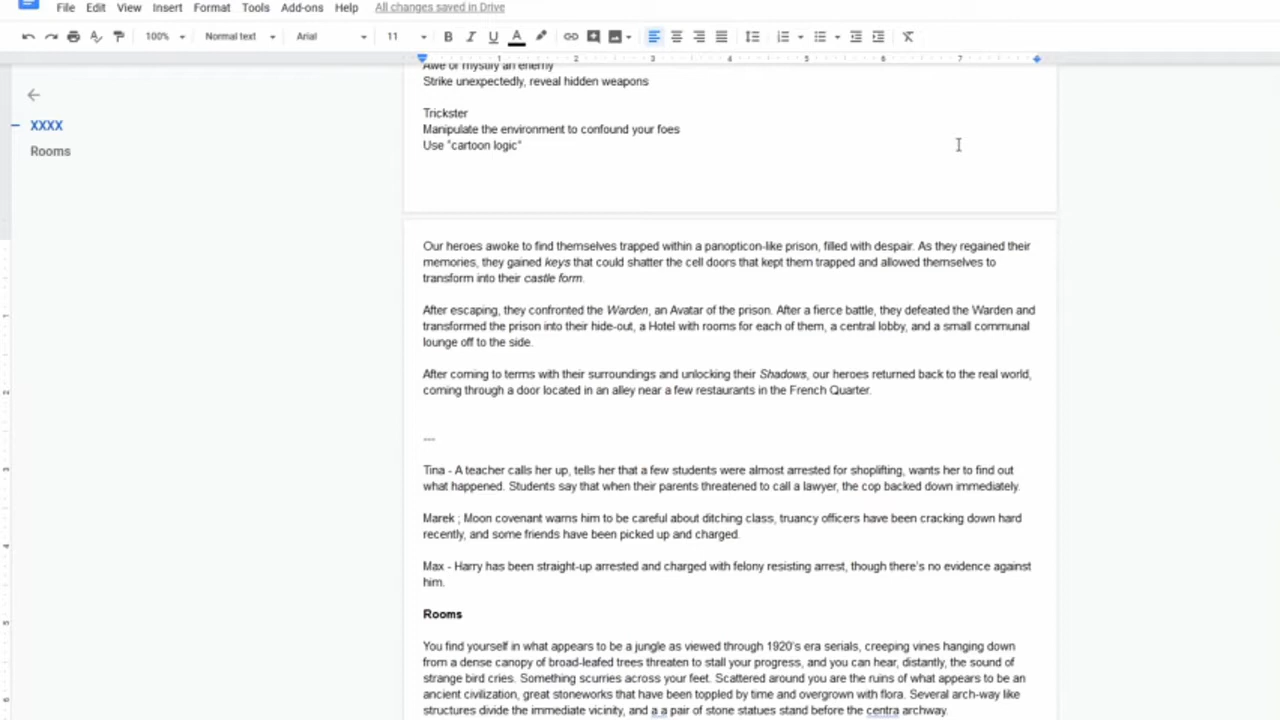 File Edit View Insert Format Tools Add-ons Help All changes saved in Drive
100% Normal text Arial 11 B I U A
1 2 3 4 5 6 7
XXXX
Rooms
Awe or mystify an enemy
Strike unexpectedly, reveal hidden weapons
Trickster
Manipulate the environment to confound your foes
Use "cartoon logic"
Our heroes awoke to find themselves trapped within a panopticon-like prison, filled with despair. As they regained their
memories, they gained keys that could shatter the cell doors that kept them trapped and allowed themselves to
transform into their castle form.
After escaping, they confronted the Warden, an Avatar of the prison. After a fierce battle, they defeated the Warden and
transformed the prison into their hide-out, a Hotel with rooms for each of them, a central lobby, and a small communal
lounge off to the side.
After coming to terms with their surroundings and unlocking their Shadows, our heroes returned back to the real world,
coming through a door located in an alley near a few restaurants in the French Quarter.
---
Tina - A teacher calls her up, tells her that a few students were almost arrested for shoplifting, wants her to find out
what happened. Students say that when their parents threatened to call a lawyer, the cop backed down immediately.
Marek ; Moon covenant warns him to be careful about ditching class, truancy officers have been cracking down hard
recently, and some friends have been picked up and charged.
Max - Harry has been straight-up arrested and charged with felony resisting arrest, though there's no evidence against
him.
Rooms
You find yourself in what appears to be a jungle as viewed through 1920's era serials, creeping vines hanging down
from a dense canopy of broad-leafed trees threaten to stall your progress, and you can hear, distantly, the sound of
strange bird cries. Something scurries across your feet. Scattered around you are the ruins of what appears to be an
ancient civilization, great stoneworks that have been toppled by time and overgrown with flora. Several arch-way like
structures divide the immediate vicinity, and a a pair of stone statues stand before the centra archway.